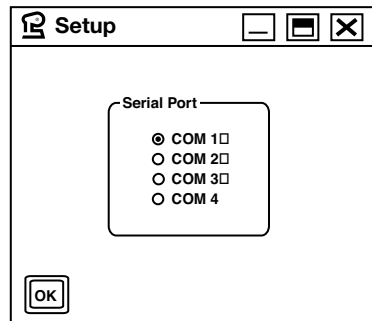 Setup
Serial Port
COM 1□
COM 2□
COM 3□
COM 4
OK